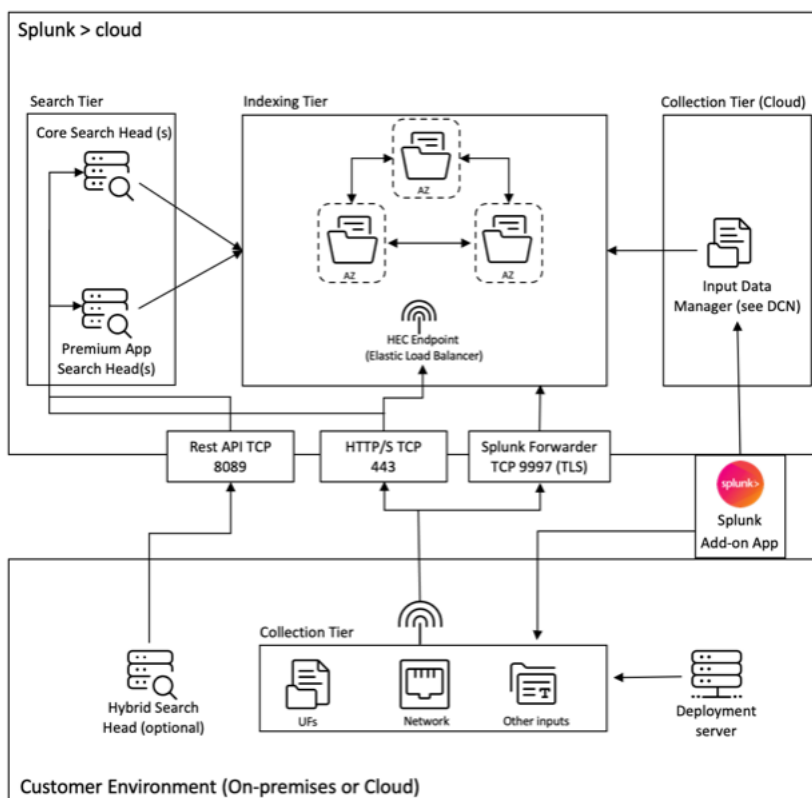 Splunk > cloud
Search Tier
Indexing Tier
Collection Tier (Cloud)
Core Search Head (s)
AZ
AZ
AZ
Input Data
Manager (see DCN)
HEC Endpoint
(Elastic Load Balancer)
Premium App
Search Head(s)
Rest API TCP
8089
HTTP/S TCP
443
Splunk Forwarder
TCP 9997 (TLS)
splunk>
Splunk
Add-on App
Collection Tier
Hybrid Search
Head (optional)
UFs
Network
T
Other inputs
Deployment
server
Customer Environment (On-premises or Cloud)